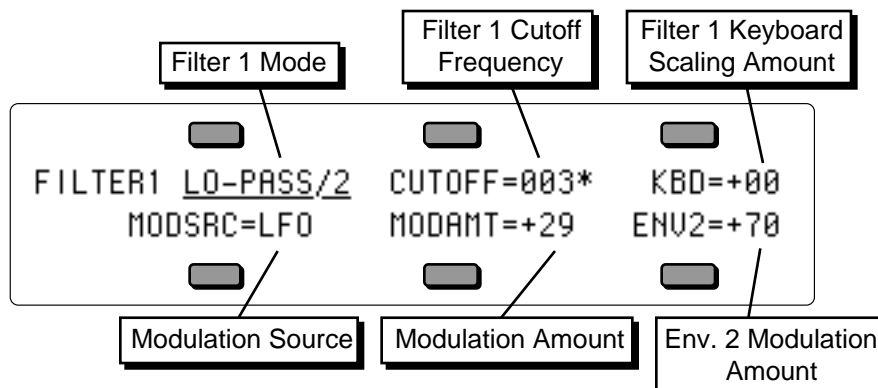 Filter 1 Mode
Filter 1 Cutoff
Frequency
Filter 1 Keyboard
Scaling Amount
FILTER1 LO-PASS/2 CUTOFF=003* KBD=+00
MODSRC=LFO MODAMT=+29 ENV2=+70
Modulation Source
Modulation Amount
Env. 2 Modulation
Amount